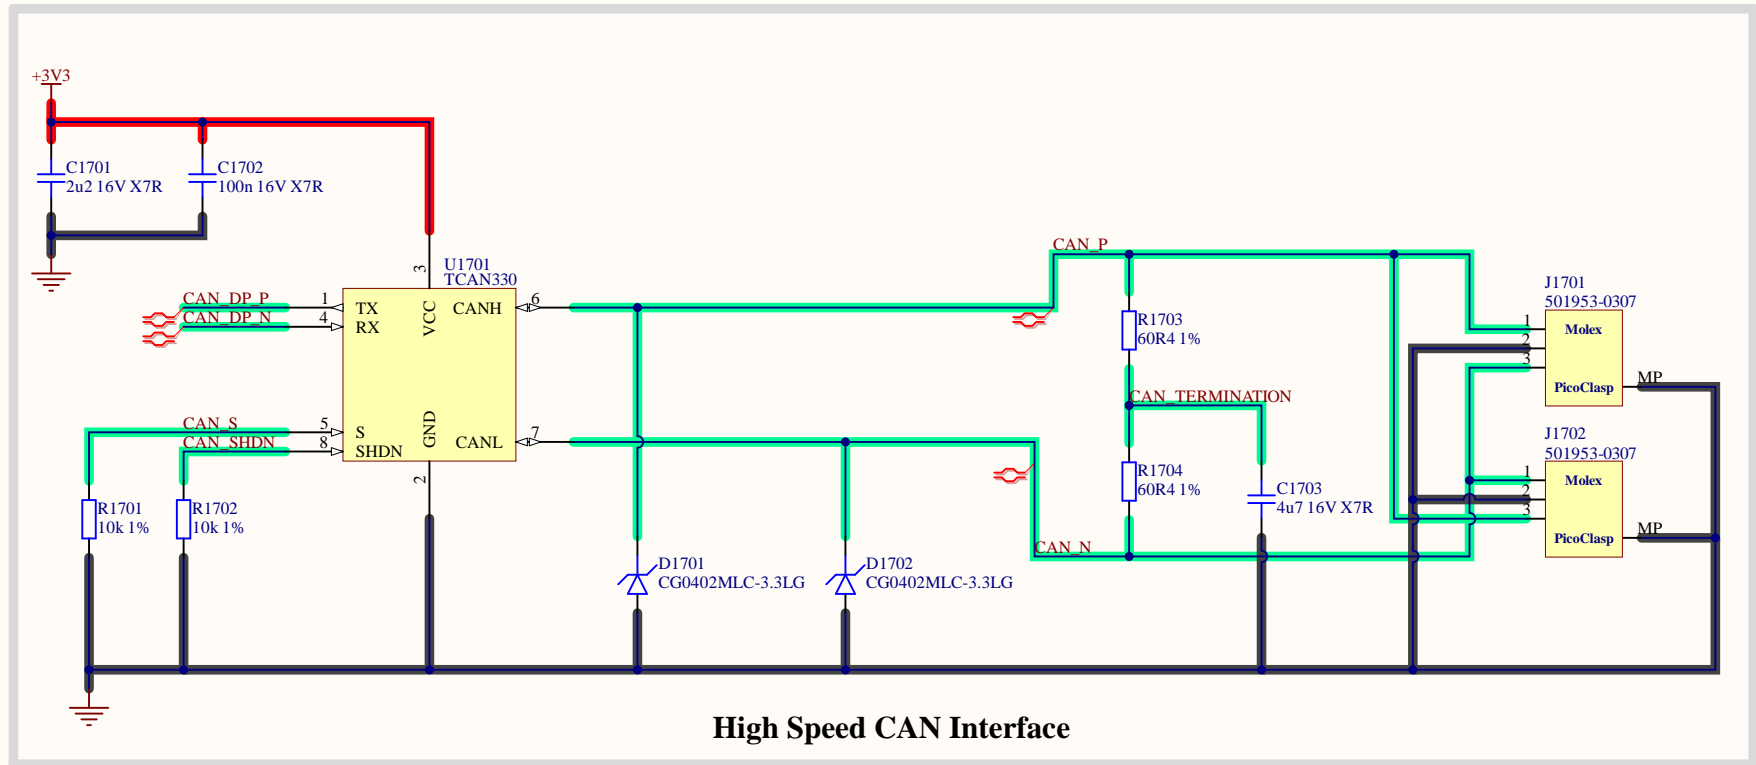 +3V3
C1701
2u2 16V X7R
C1702
100n 16V X7R
U1701
TCAN330
3
VCC
CAN_DP_P
1
TX
CAN_DP_N
4
RX
CANH
6
CAN_S
5
S
CAN_SHDN
8
SHDN
GND
2
CANL
7
R1701
10k 1%
R1702
10k 1%
D1701
CG0402MLC-3.3LG
D1702
CG0402MLC-3.3LG
CAN_P
R1703
60R4 1%
CAN_TERMINATION
R1704
60R4 1%
C1703
4u7 16V X7R
CAN_N
J1701
501953-0307
1
2
3
Molex
PicoClasp
MP
J1702
501953-0307
1
2
3
Molex
PicoClasp
MP
High Speed CAN Interface